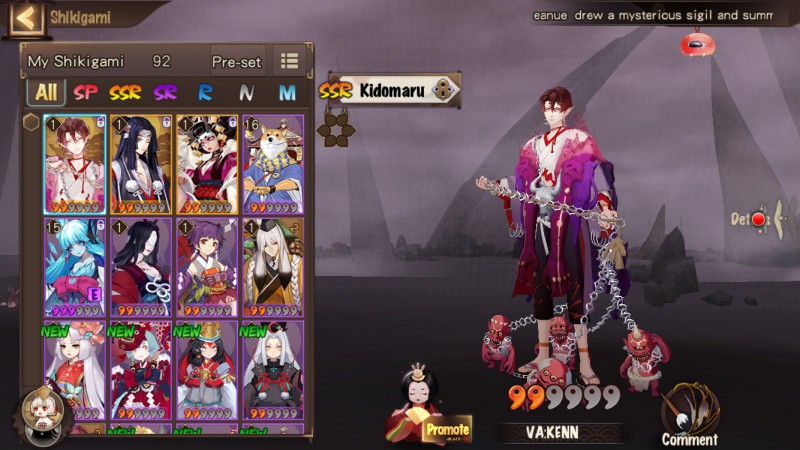 Shikigami
eanue drew a mysterious sigil and summ
My Shikigami 92 Pre-set
All SP SSR SR R N M
SSR Kidomaru
1 1 1 16
15 1 1 1
E
Det
NEW NEW NEW NEW
Promote
VA:KENN
Comment